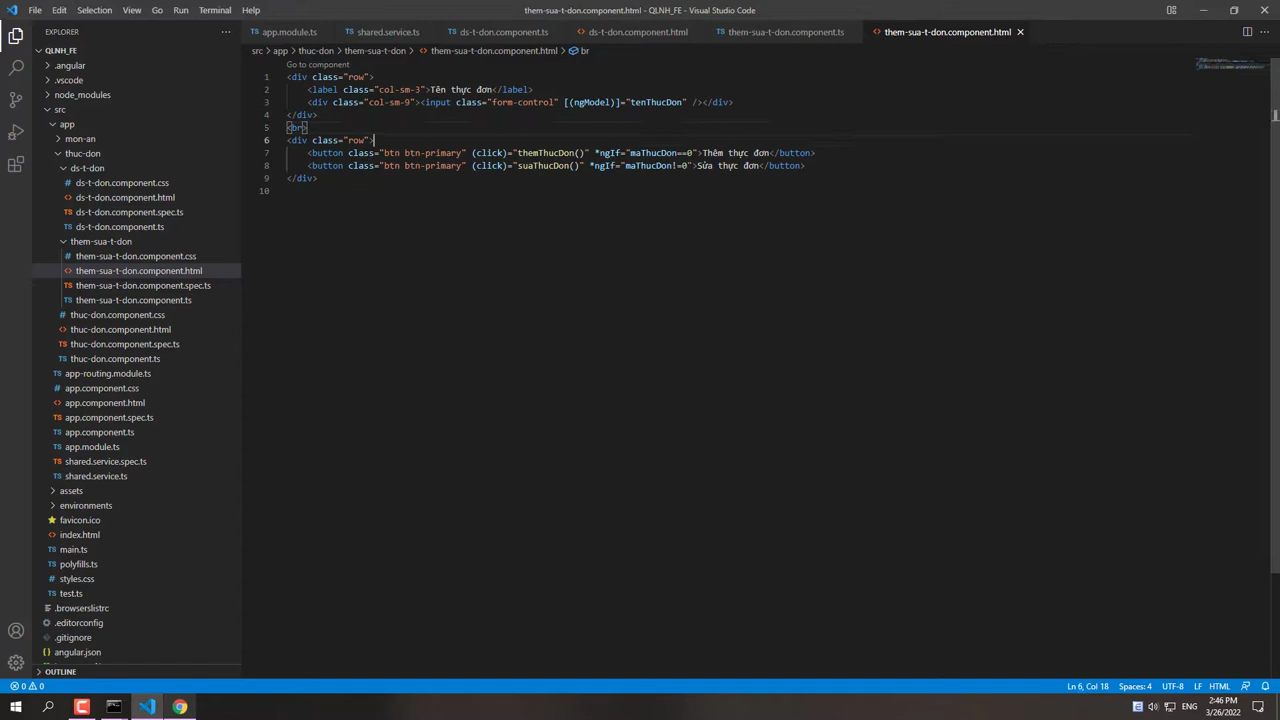 File Edit Selection View Go Run Terminal Help
them-sua-t-don.component.html - QLNH_FE - Visual Studio Code
EXPLORER
app.module.ts
shared.service.ts
ds-t-don.component.ts
ds-t-don.component.html
them-sua-t-don.component.ts
them-sua-t-don.component.html
QLNH_FE
src > app > thuc-don > them-sua-t-don > them-sua-t-don.component.html > br
.angular
.vscode
node_modules
src
app
mon-an
thuc-don
ds-t-don
ds-t-don.component.css
ds-t-don.component.html
ds-t-don.component.spec.ts
ds-t-don.component.ts
them-sua-t-don
them-sua-t-don.component.css
them-sua-t-don.component.html
them-sua-t-don.component.spec.ts
them-sua-t-don.component.ts
thuc-don.component.css
thuc-don.component.html
thuc-don.component.spec.ts
thuc-don.component.ts
app-routing.module.ts
app.component.css
app.component.html
app.component.spec.ts
app.component.ts
app.module.ts
shared.service.spec.ts
shared.service.ts
assets
environments
favicon.ico
index.html
main.ts
polyfills.ts
styles.css
test.ts
.browserslistrc
.editorconfig
.gitignore
angular.json
OUTLINE
Go to component
1 <div class="row">
2 <label class="col-sm-3">Tên thực đơn</label>
3 <div class="col-sm-9"><input class="form-control" [(ngModel)]="tenThucDon" /></div>
4 </div>
5 <br>
6 <div class="row">
7 <button class="btn btn-primary" (click)="themThucDon()" *ngIf="maThucDon==0">Thêm thực đơn</button>
8 <button class="btn btn-primary" (click)="suaThucDon()" *ngIf="maThucDon!=0">Sửa thực đơn</button>
9 </div>
10
0 0
Ln 6, Col 18 Spaces: 4 UTF-8 LF HTML
ENG
2:46 PM
3/26/2022